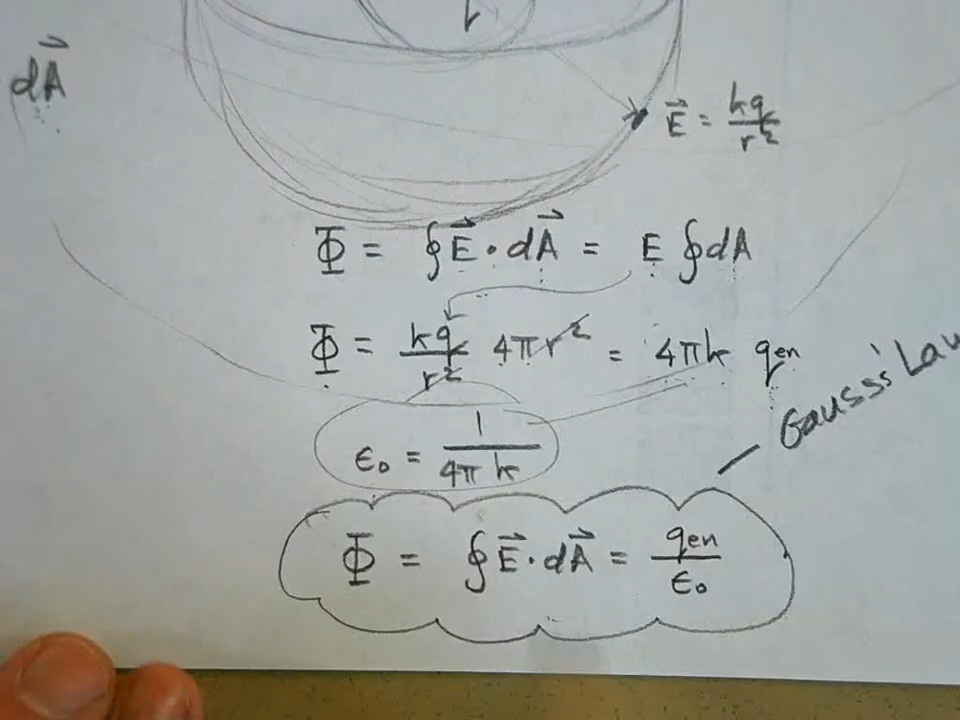 dA⃗
E⃗ = kq/r²
Φ = ∮E⃗ · dA⃗ = E ∮dA
Φ = kq/r² 4πr² = 4πk qen
Gauss's Law
ϵ₀ = 1/4πk
Φ = ∮E⃗ · dA⃗ = qen/ϵ₀